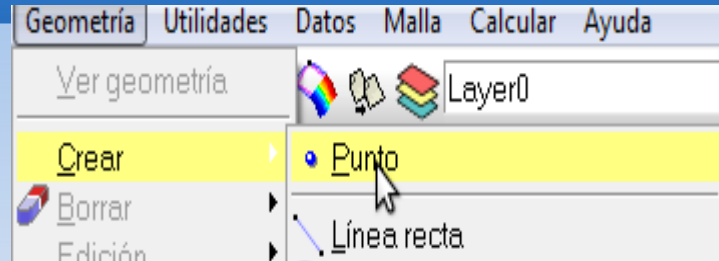 Geometría Utilidades Datos Malla Calcular Ayuda
Ver geometría
Layer0
Crear
Punto
Borrar
Línea recta
Edición